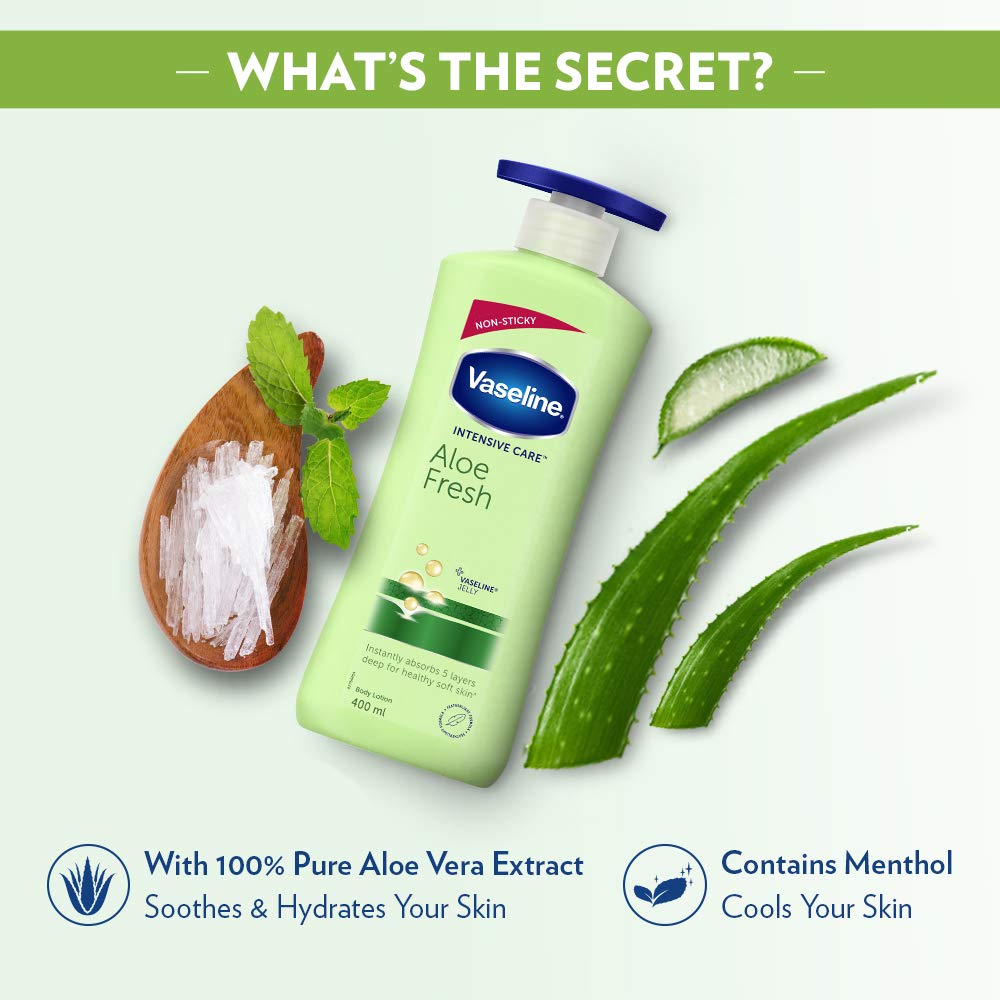 — WHAT'S THE SECRET? —
NON-STICKY
Vaseline®
INTENSIVE CARE™
Aloe
Fresh
VASELINE®
JELLY
Instantly absorbs 5 layers
deep for healthy soft skin^
Body Lotion
400 ml
With 100% Pure Aloe Vera Extract
Soothes & Hydrates Your Skin
Contains Menthol
Cools Your Skin